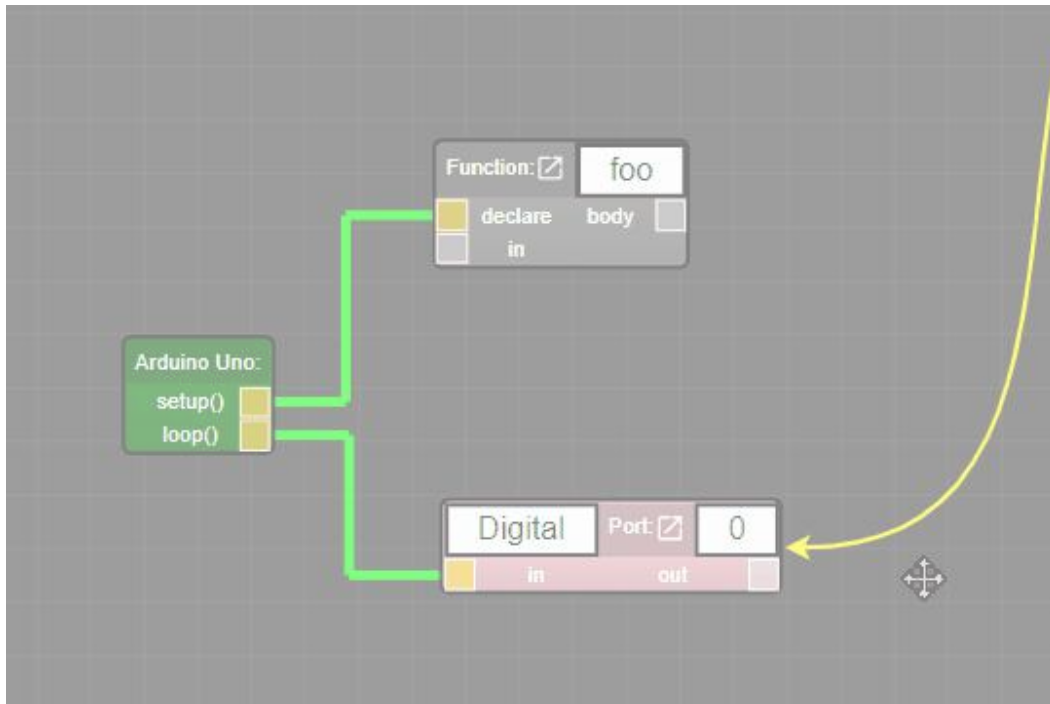 Function: foo
declare body
in
Arduino Uno:
setup()
loop()
Digital Port: 0
in out